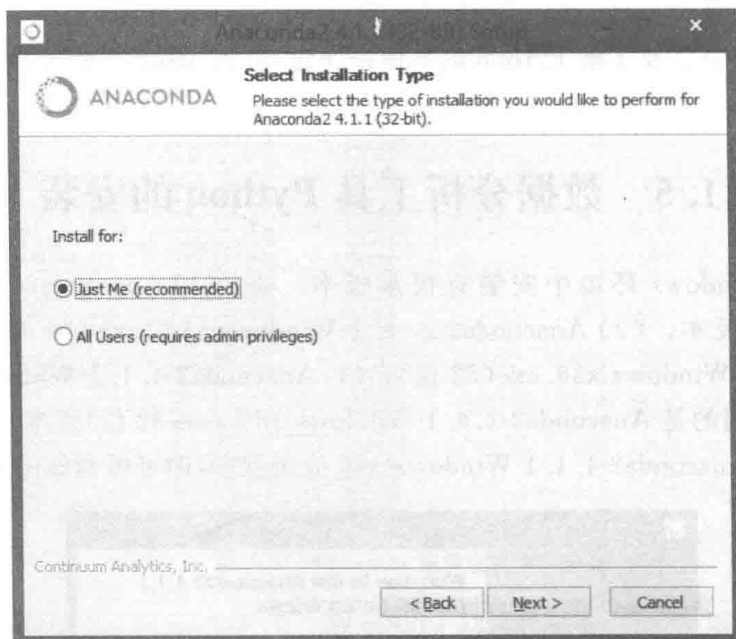 Anaconda2 4.1.1 (32-bit) Setup
ANACONDA
Select Installation Type
Please select the type of installation you would like to perform for
Anaconda2 4.1.1 (32-bit).
Install for:
Just Me (recommended)
All Users (requires admin privileges)
Continuum Analytics, Inc.
< Back
Next >
Cancel